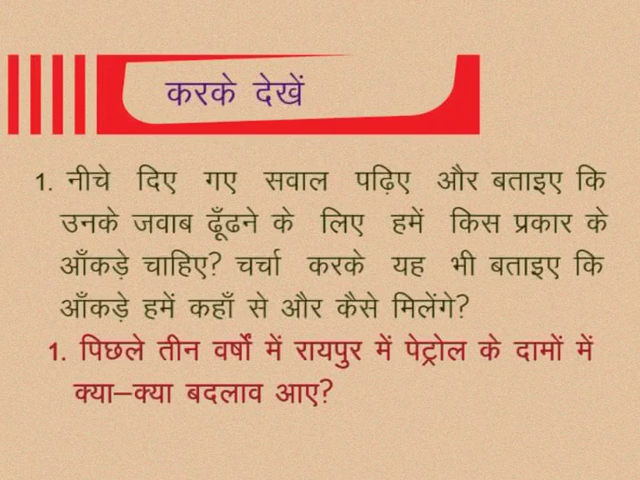 करके देखें
1. नीचे दिए गए सवाल पढ़िए और बताइए कि
उनके जवाब ढूँढने के लिए हमें किस प्रकार के
आँकड़े चाहिए? चर्चा करके यह भी बताइए कि
आँकड़े हमें कहाँ से और कैसे मिलेंगे?
1. पिछले तीन वर्षों में रायपुर में पेट्रोल के दामों में
क्या–क्या बदलाव आए?